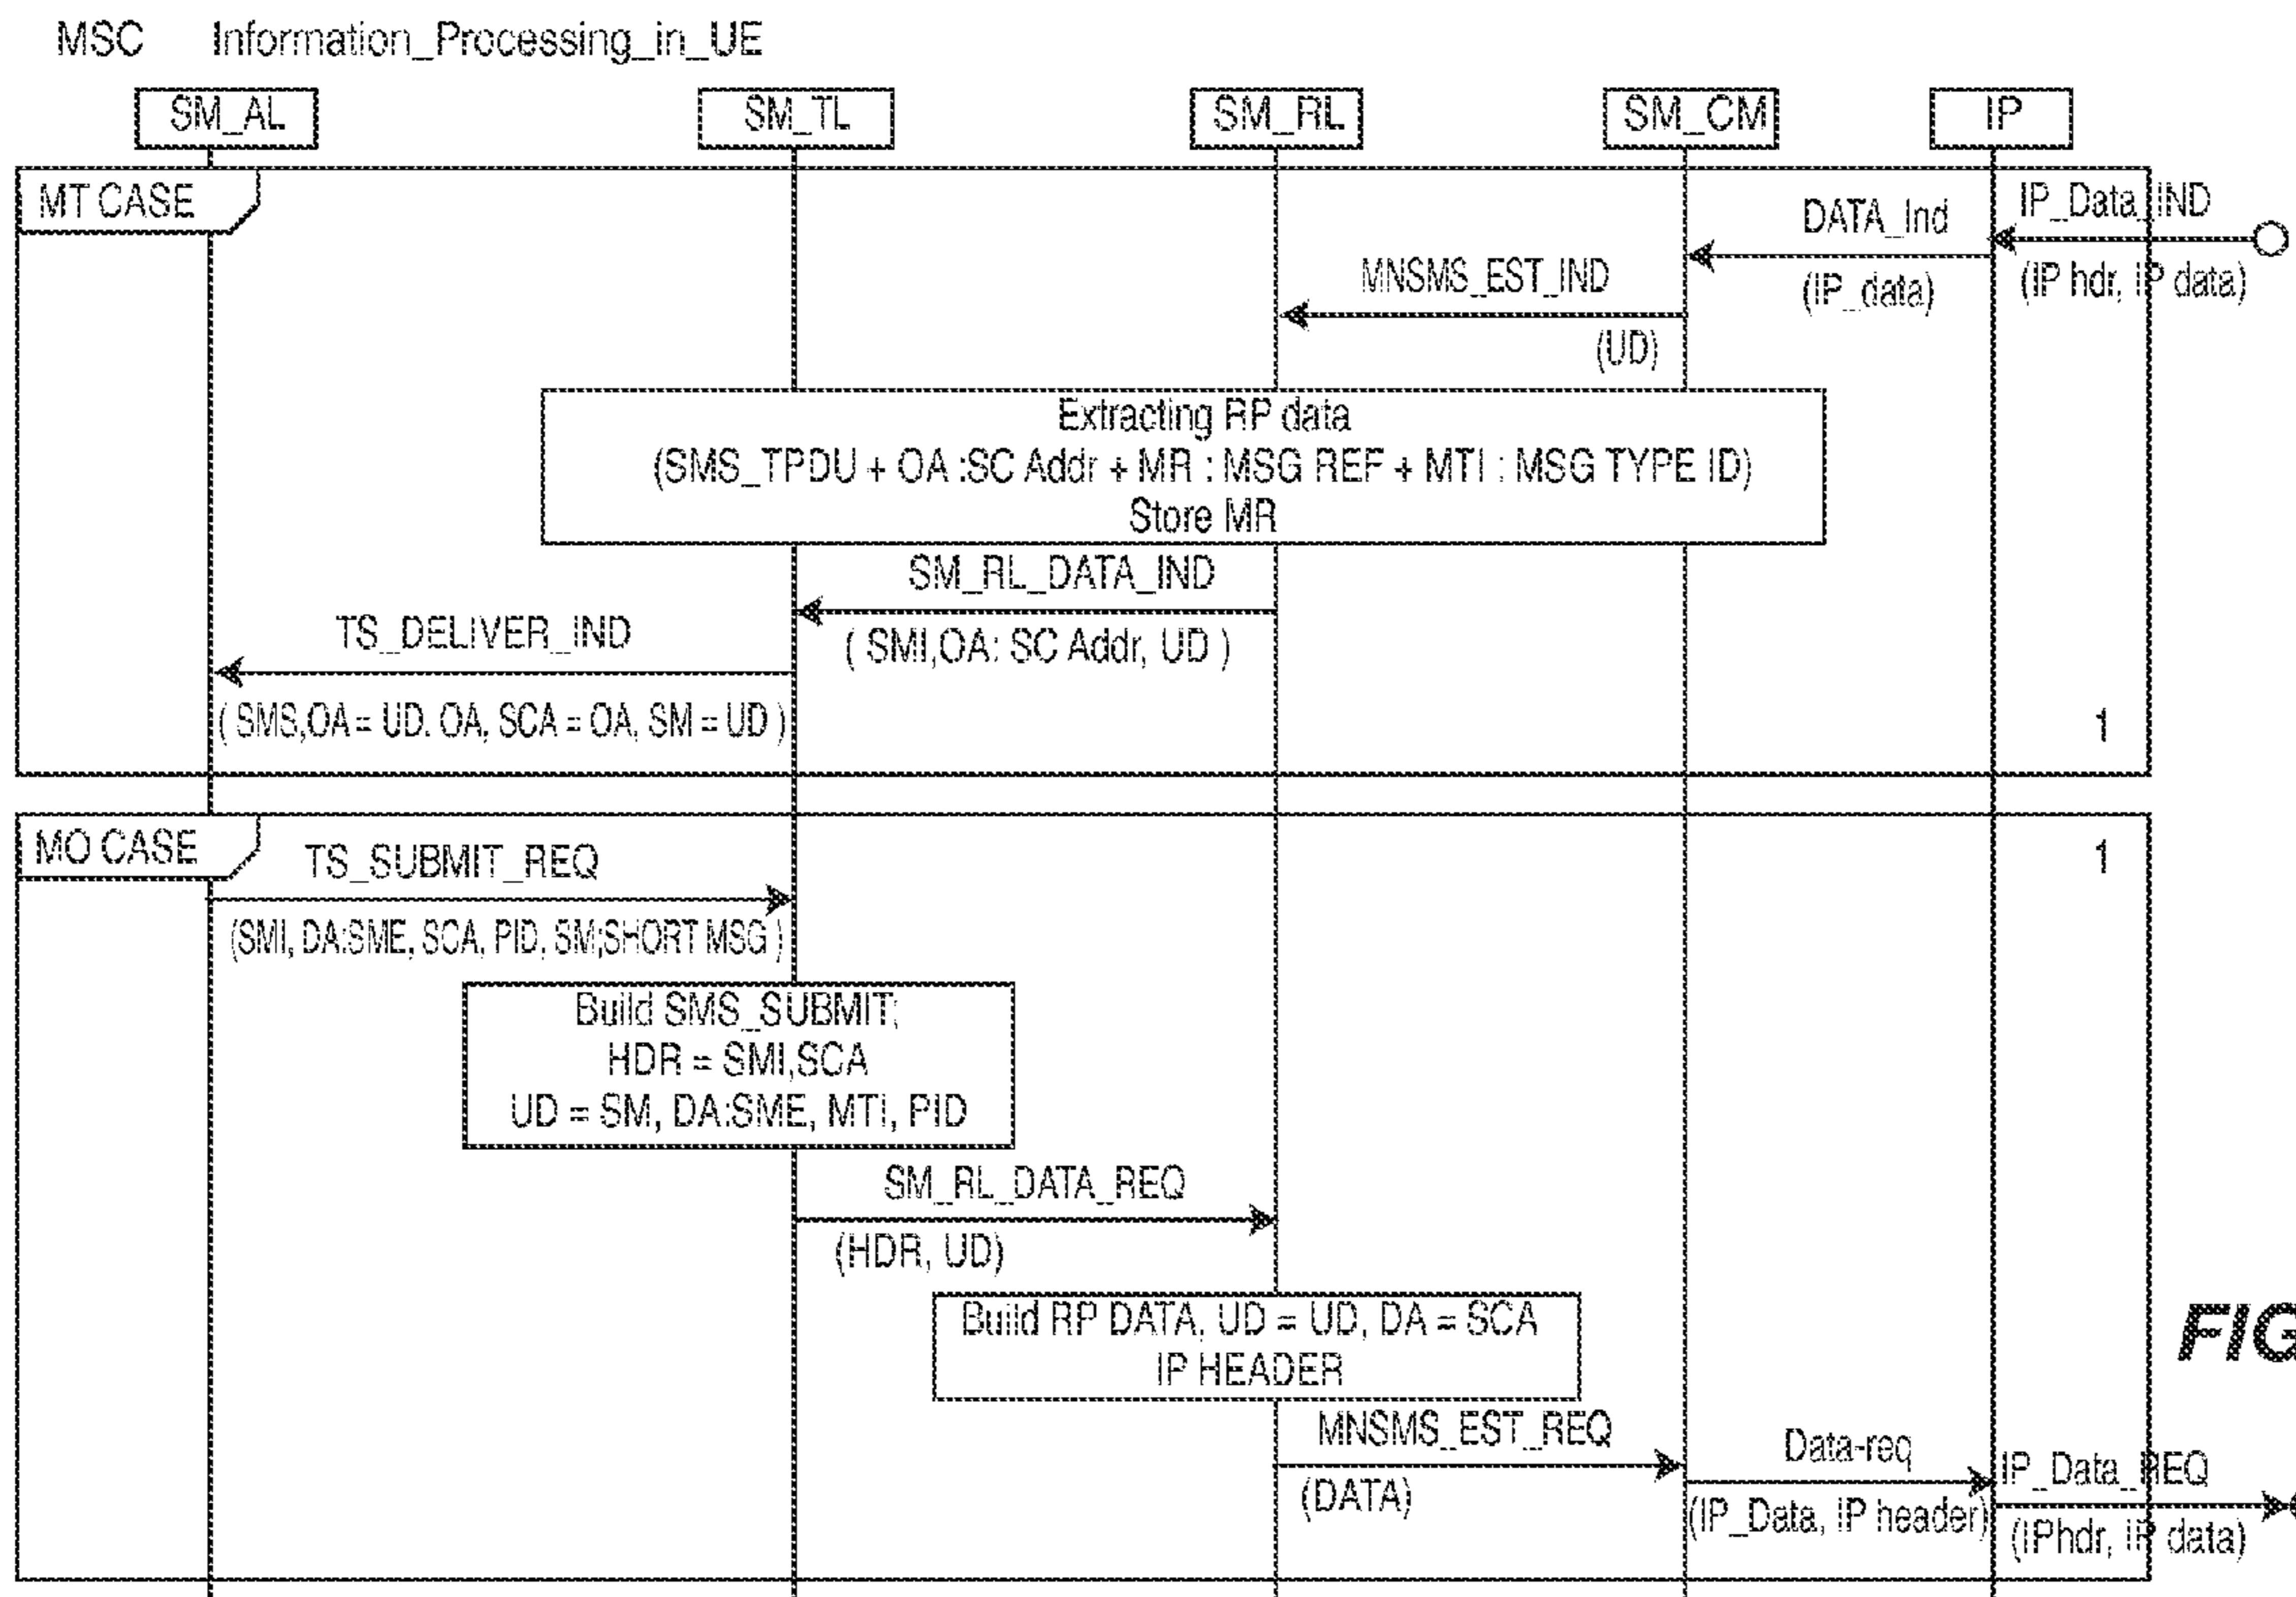 MSC Information_Processing_in_UE
SM_AL
SM_TL
SM_RL
SM_CM
IP
MT CASE
IP_Data_IND
(IP hdr, IP data)
DATA_Ind
(IP_data)
MNSMS_EST_IND
(UD)
Extracting RP data
(SMS_TPDU + OA :SC Addr + MR : MSG REF + MTI : MSG TYPE ID)
Store MR
SM_RL_DATA_IND
( SMI,OA: SC Addr, UD )
TS_DELIVER_IND
( SMS,OA = UD. OA, SCA = OA, SM = UD )
1
MO CASE
1
TS_SUBMIT_REQ
(SMI, DA:SME, SCA, PID, SM;SHORT MSG )
Build SMS_SUBMIT;
HDR = SMI,SCA
UD = SM, DA:SME, MTI, PID
SM_RL_DATA_REQ
(HDR, UD)
Build RP DATA, UD = UD, DA = SCA
IP HEADER
FIG
MNSMS_EST_REQ
(DATA)
Data-req
(IP_Data, IP header)
IP_Data_REQ
(IPhdr, IP data)